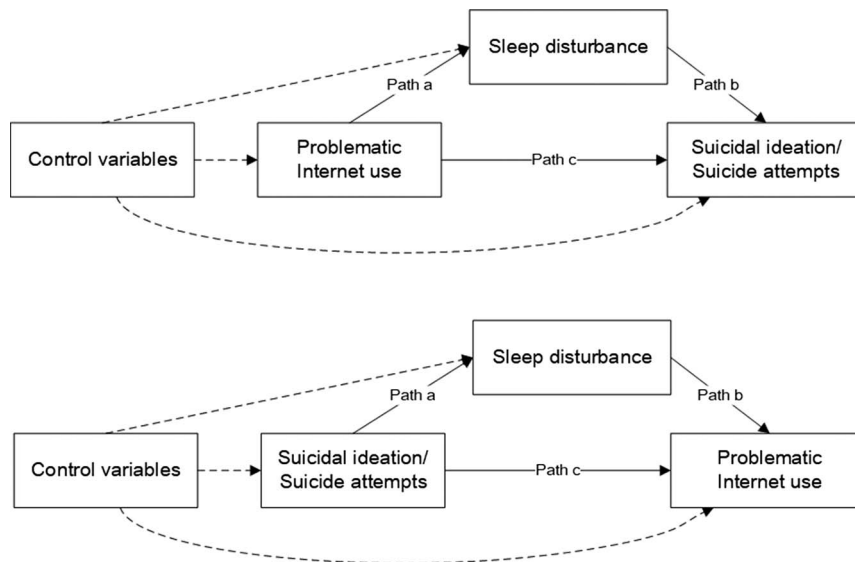 Sleep disturbance
Path a
Path b
Control variables
Problematic
Internet use
Path c
Suicidal ideation/
Suicide attempts
Sleep disturbance
Path a
Path b
Control variables
Suicidal ideation/
Suicide attempts
Path c
Problematic
Internet use